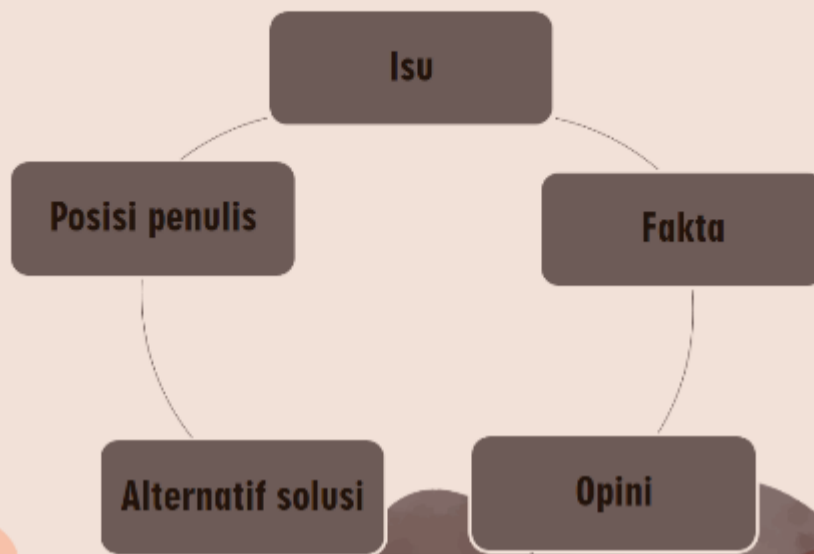 Isu
Posisi penulis
Fakta
Alternatif solusi
Opini